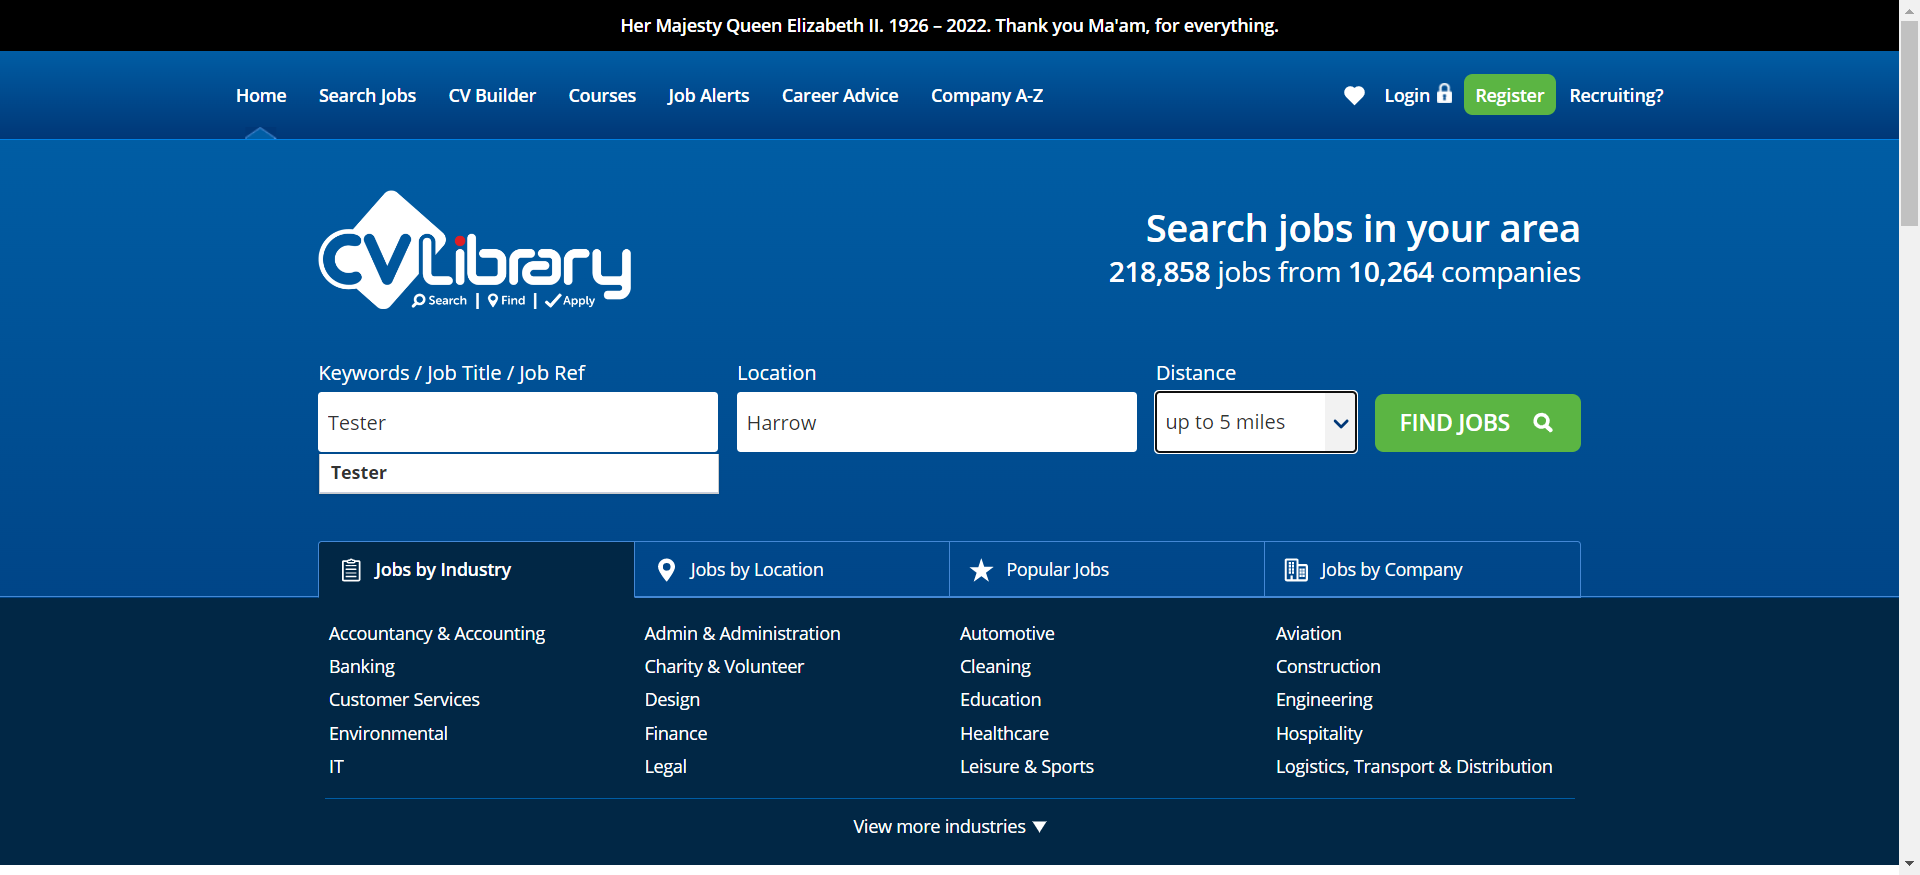 Her Majesty Queen Elizabeth II. 1926 – 2022. Thank you Ma'am, for everything.
Home Search Jobs CV Builder Courses Job Alerts Career Advice Company A-Z Login Register Recruiting?
CV Library
Search | Find | Apply
Search jobs in your area
218,858 jobs from 10,264 companies
Keywords / Job Title / Job Ref Location Distance
Tester Harrow up to 5 miles FIND JOBS
Tester
Jobs by Industry Jobs by Location Popular Jobs Jobs by Company
Accountancy & Accounting Admin & Administration Automotive Aviation
Banking Charity & Volunteer Cleaning Construction
Customer Services Design Education Engineering
Environmental Finance Healthcare Hospitality
IT Legal Leisure & Sports Logistics, Transport & Distribution
View more industries